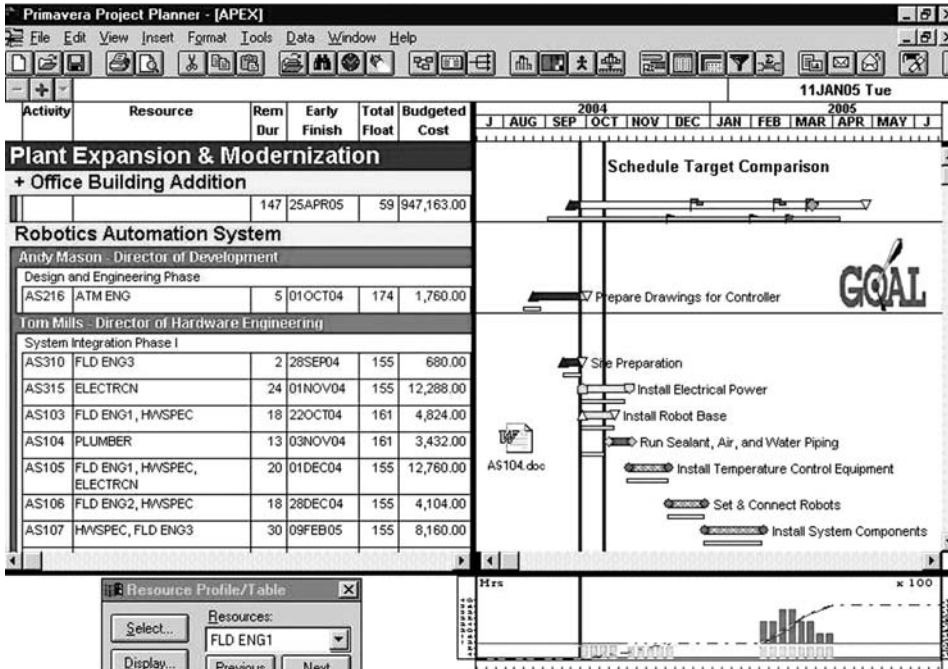 Primavera Project Planner - [APEX]
File Edit View Insert Format Tools Data Window Help
11JAN05 Tue
Activity Resource Rem Dur Early Finish Total Float Budgeted Cost
2004 2005
J AUG SEP OCT NOV DEC JAN FEB MAR APR MAY J
Plant Expansion & Modernization
Schedule Target Comparison
+ Office Building Addition
147 25APR05 59 947,163.00
Robotics Automation System
Andy Mason - Director of Development
Design and Engineering Phase
GOAL
AS216 ATM ENG 5 01OCT04 174 1,760.00 Prepare Drawings for Controller
Tom Mills - Director of Hardware Engineering
System Integration Phase I
AS310 FLD ENG3 2 28SEP04 155 680.00 Site Preparation
AS315 ELECTRCN 24 01NOV04 155 12,288.00 Install Electrical Power
AS103 FLD ENG1, HWSPEC 18 22OCT04 161 4,824.00 Install Robot Base
AS104 PLUMBER 13 03NOV04 161 3,432.00 Run Sealant, Air, and Water Piping
AS104.doc
AS105 FLD ENG1, HWSPEC, ELECTRCN 20 01DEC04 155 12,760.00 Install Temperature Control Equipment
AS106 FLD ENG2, HWSPEC 18 28DEC04 155 4,104.00 Set & Connect Robots
AS107 HWSPEC, FLD ENG3 30 09FEB05 155 8,160.00 Install System Components
Resource Profile/Table
Hrs x 100
Select...
Resources:
FLD ENG1
Display... Previous Next